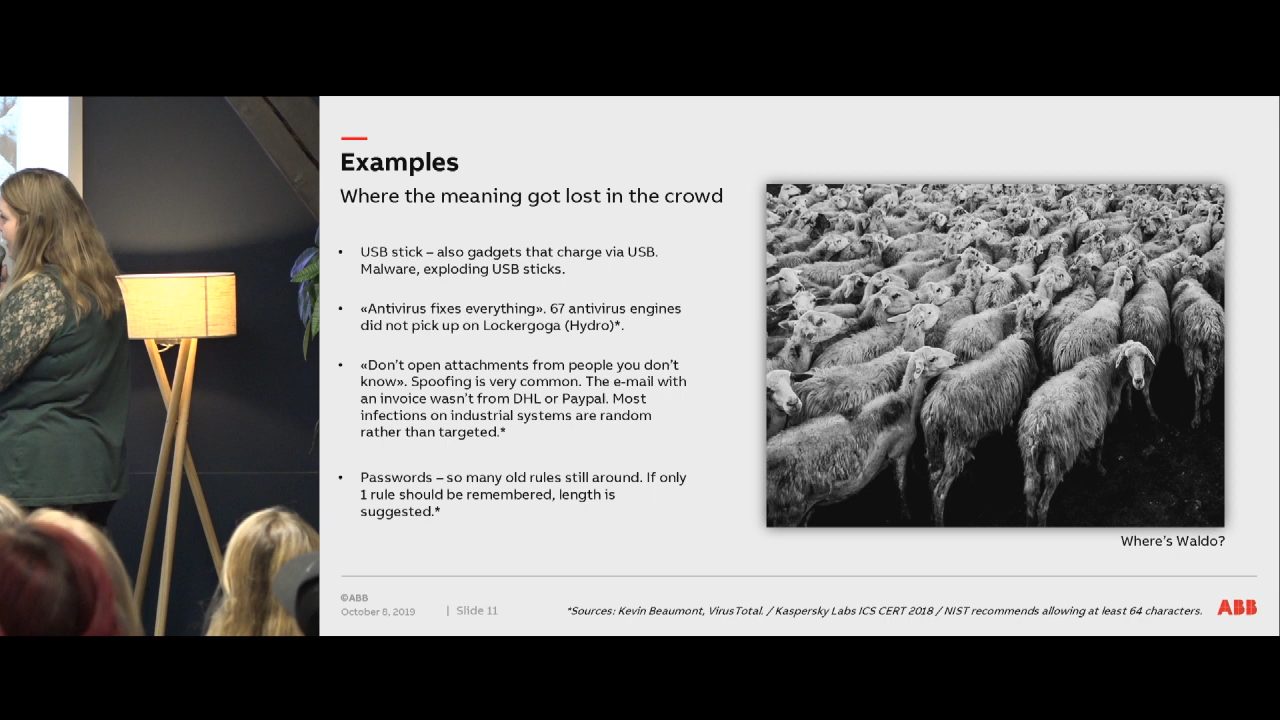 Examples
Where the meaning got lost in the crowd
• USB stick – also gadgets that charge via USB.
Malware, exploding USB sticks.
• «Antivirus fixes everything». 67 antivirus engines
did not pick up on Lockergoga (Hydro)*.
• «Don’t open attachments from people you don’t
know». Spoofing is very common. The e-mail with
an invoice wasn’t from DHL or Paypal. Most
infections on industrial systems are random
rather than targeted.*
• Passwords – so many old rules still around. If only
1 rule should be remembered, length is
suggested.*
Where’s Waldo?
©ABB
October 8, 2019 | Slide 11
*Sources: Kevin Beaumont, VirusTotal. / Kaspersky Labs ICS CERT 2018 / NIST recommends allowing at least 64 characters.
ABB